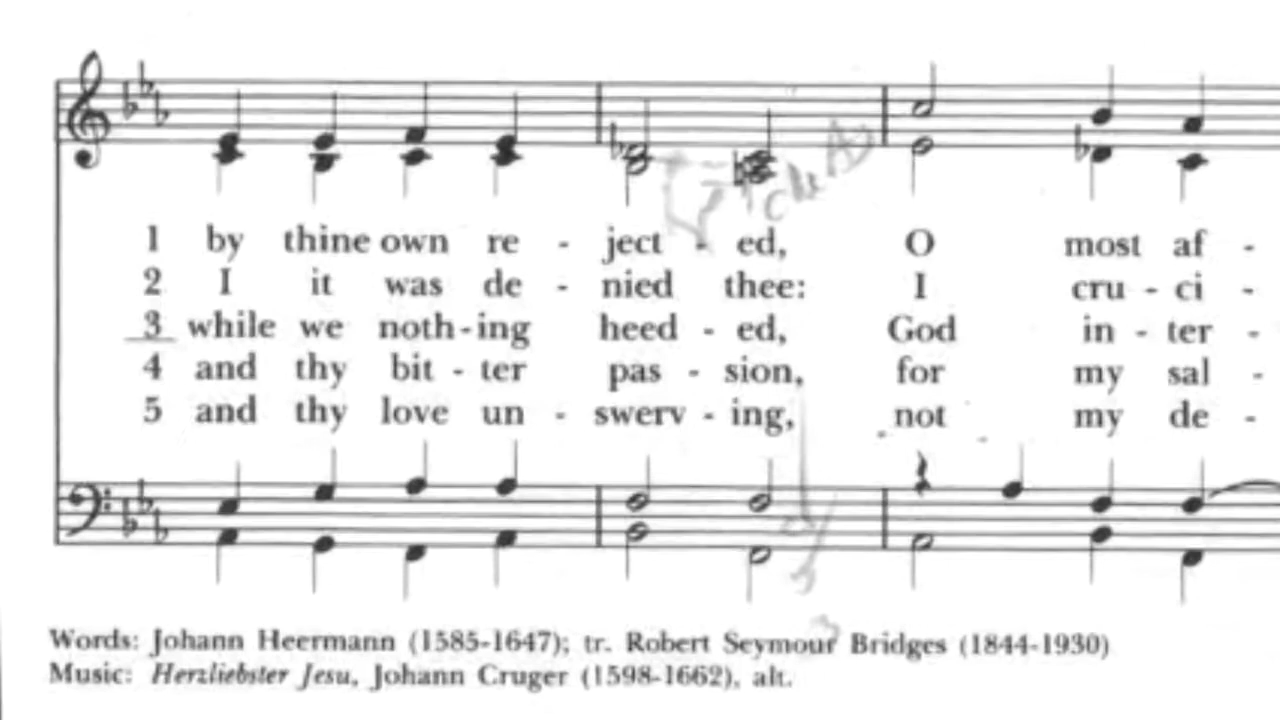 1 by thine own re - ject - ed, O most af -
2 I it was de - nied thee: I cru - ci -
3 while we noth - ing heed - ed, God in - ter -
4 and thy bit - ter pas - sion, for my sal -
5 and thy love un - swerv - ing, not my de -
Words: Johann Heermann (1585-1647); tr. Robert Seymour Bridges (1844-1930)
Music: Herzliebster Jesu, Johann Cruger (1598-1662), alt.